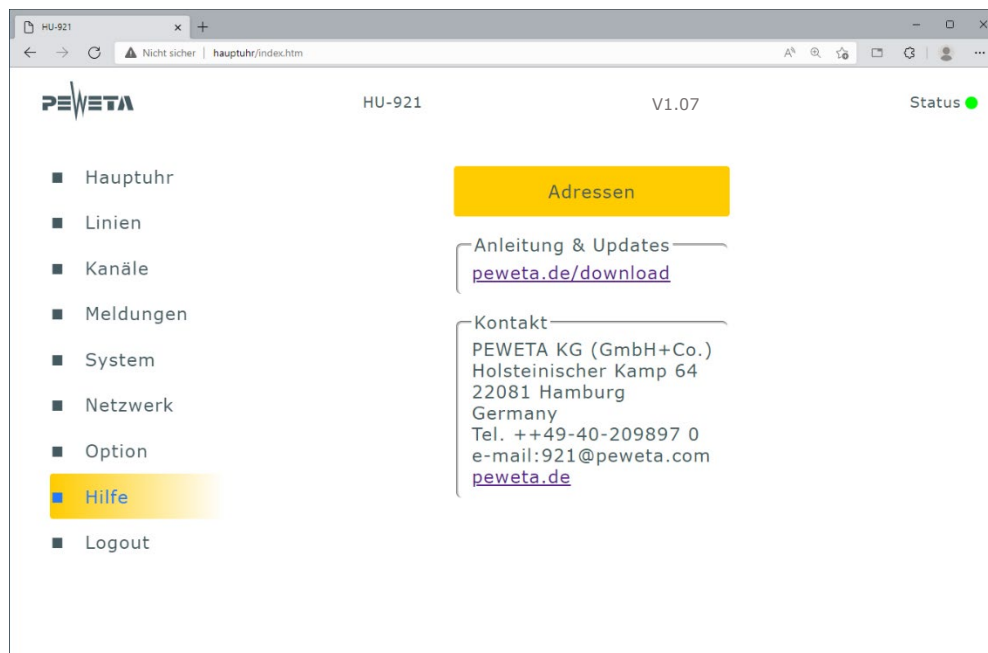 HU-921
Nicht sicher | hauptuhr/index.htm
PEWETA
HU-921
V1.07
Status
Hauptuhr
Linien
Kanäle
Meldungen
System
Netzwerk
Option
Hilfe
Logout
Adressen
Anleitung & Updates
peweta.de/download
Kontakt
PEWETA KG (GmbH+Co.)
Holsteinischer Kamp 64
22081 Hamburg
Germany
Tel. ++49-40-209897 0
e-mail:921@peweta.com
peweta.de